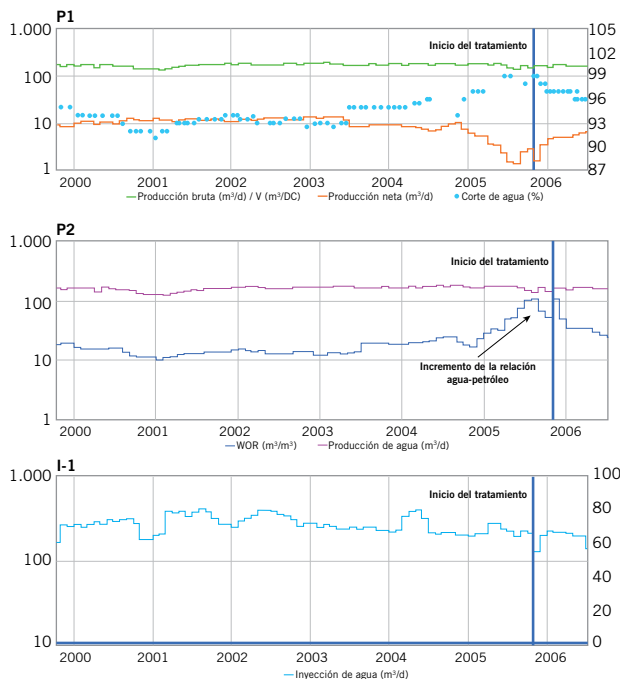 P1
1.000
105
Inicio del tratamiento
102
100
99
96
10
93
90
1
87
2000 2001 2002 2003 2004 2005 2006
Producción bruta (m³/d) / V (m³/DC) Producción neta (m³/d) Corte de agua (%)
P2
1.000
Inicio del tratamiento
100
10
Incremento de la relación
agua-petróleo
1
2000 2001 2002 2003 2004 2005 2006
WOR (m³/m³) Producción de agua (m³/d)
I-1
1.000 100
Inicio del tratamiento
80
100
60
40
20
10 0
2000 2001 2002 2003 2004 2005 2006
Inyección de agua (m³/d)